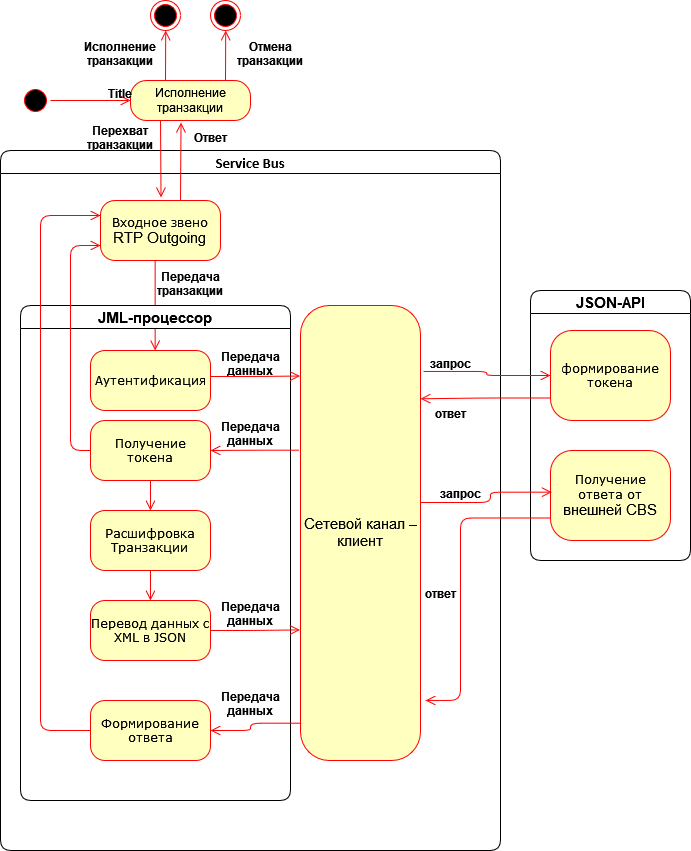 Исполнение
транзакции
Отмена
транзакции
Title
Исполнение
транзакции
Перехват
транзакции
Ответ
Service Bus
Входное звено
RTP Outgoing
Передача
транзакции
JML-процессор
JSON-API
Аутентификация
Передача
данных
запрос
формирование
токена
ответ
Получение
токена
Передача
данных
Сетевой канал –
клиент
запрос
Получение
ответа от
внешней CBS
Расшифровка
Транзакции
ответ
Перевод данных с
XML в JSON
Передача
данных
Формирование
ответа
Передача
данных